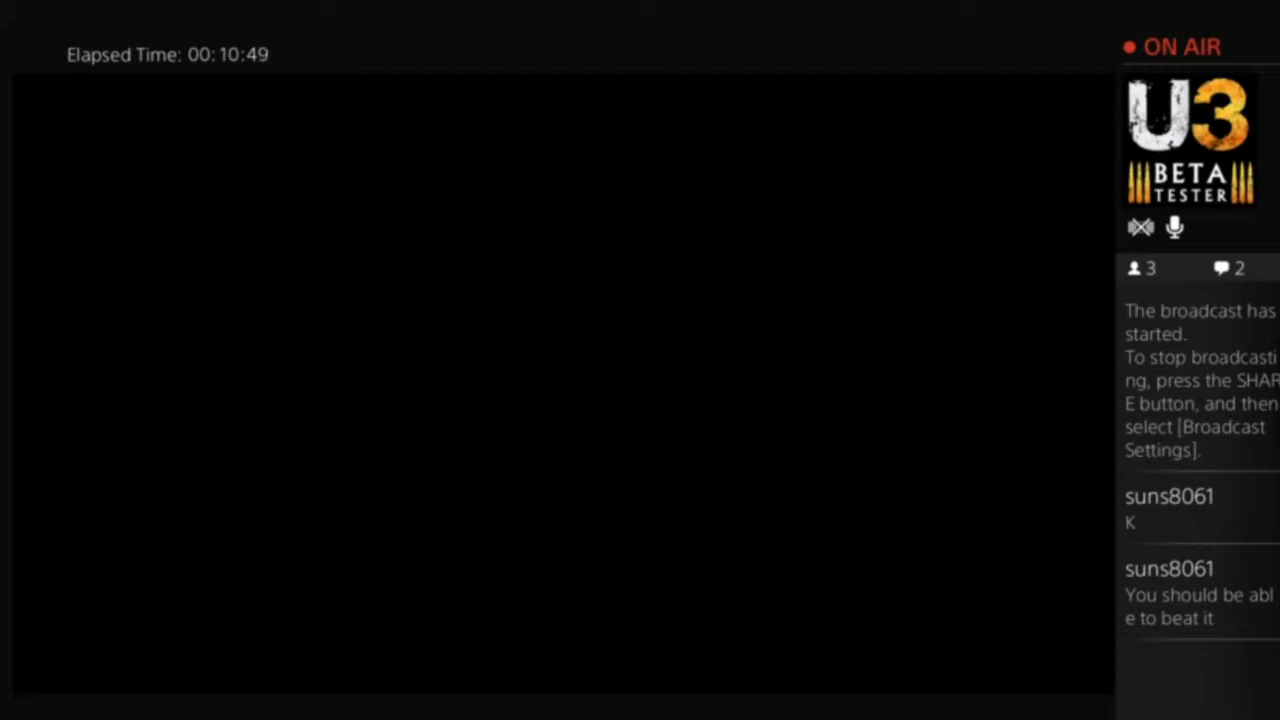 Elapsed Time: 00:10:49
ON AIR
U3
BETA
TESTER
3
2
The broadcast has
started.
To stop broadcasti
ng, press the SHAR
E button, and then
select [Broadcast
Settings].
suns8061
K
suns8061
You should be abl
e to beat it